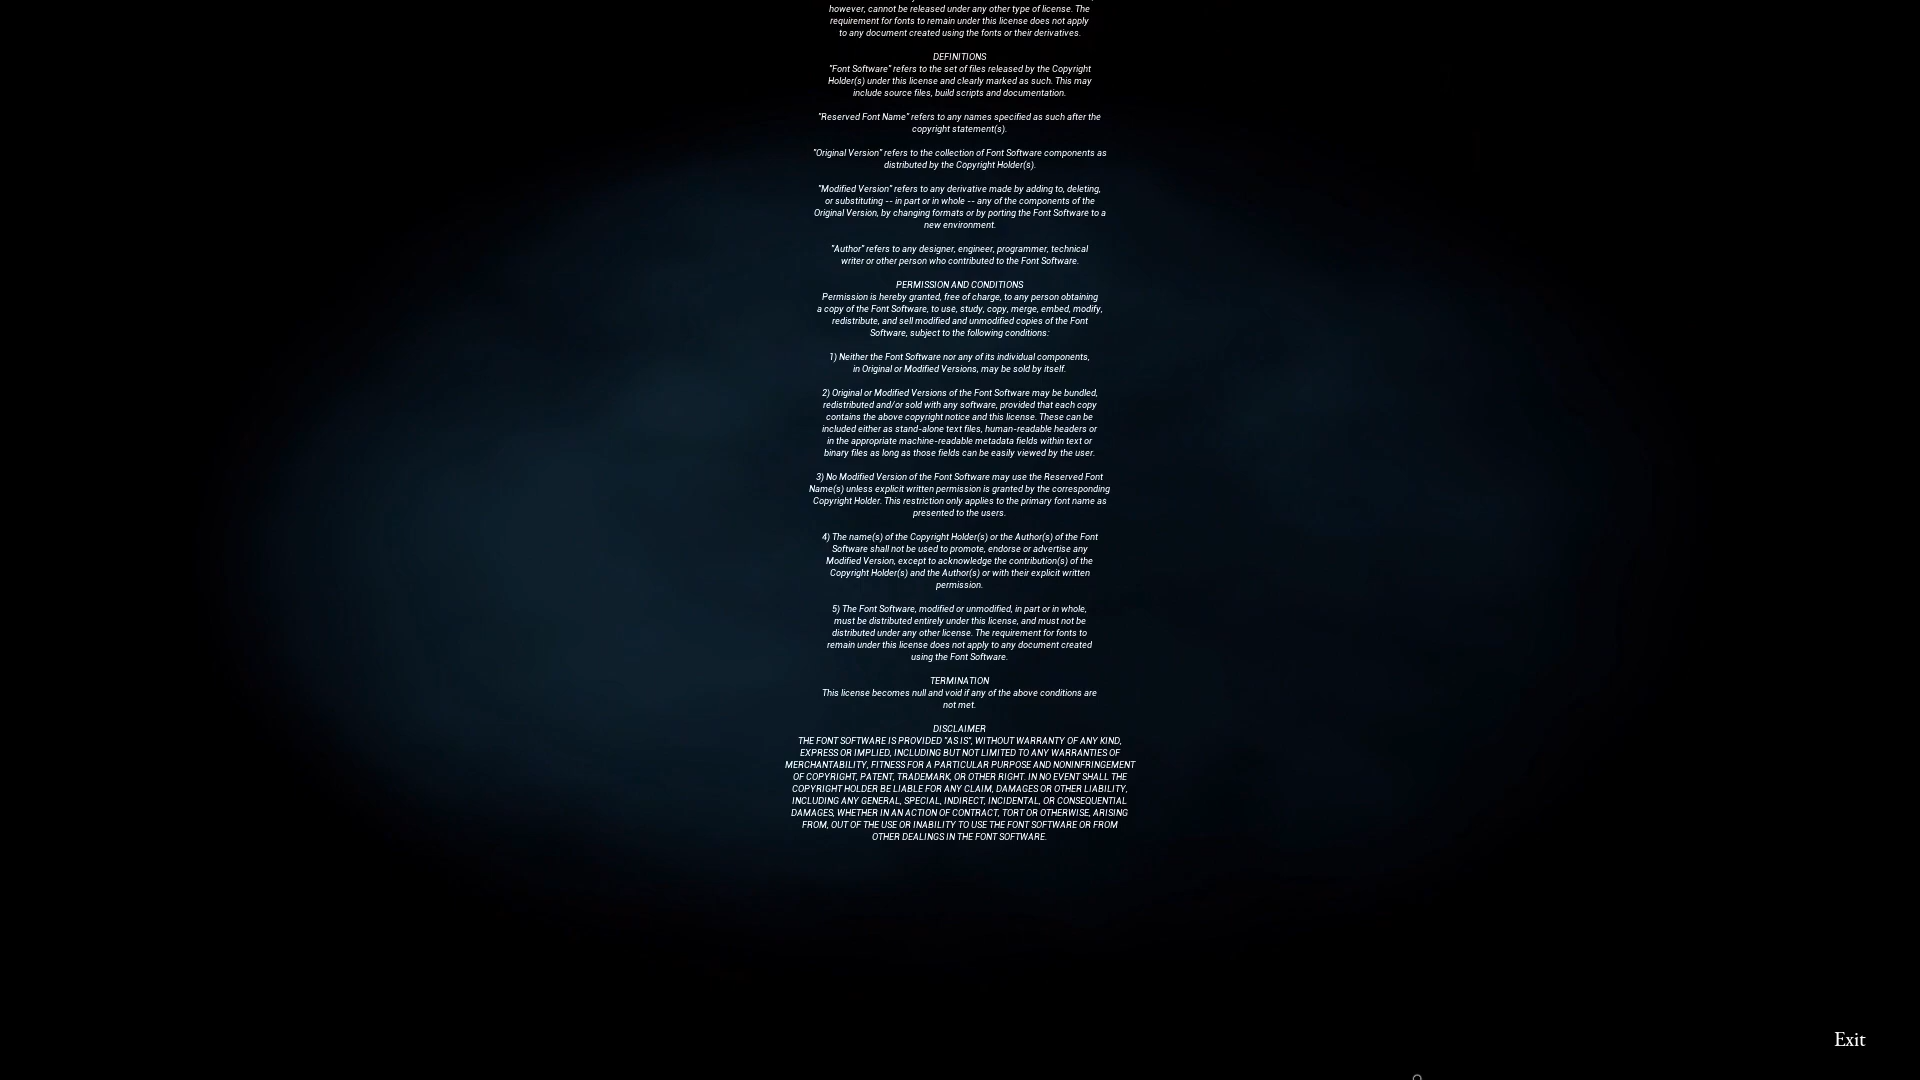 however, cannot be released under any other type of license. The
requirement for fonts to remain under this license does not apply
to any document created using the fonts or their derivatives.
DEFINITIONS
"Font Software" refers to the set of files released by the Copyright
Holder(s) under this license and clearly marked as such. This may
include source files, build scripts and documentation.
"Reserved Font Name" refers to any names specified as such after the
copyright statement(s).
"Original Version" refers to the collection of Font Software components as
distributed by the Copyright Holder(s).
"Modified Version" refers to any derivative made by adding to, deleting,
or substituting -- in part or in whole -- any of the components of the
Original Version, by changing formats or by porting the Font Software to a
new environment.
"Author" refers to any designer, engineer, programmer, technical
writer or other person who contributed to the Font Software.
PERMISSION AND CONDITIONS
Permission is hereby granted, free of charge, to any person obtaining
a copy of the Font Software, to use, study, copy, merge, embed, modify,
redistribute, and sell modified and unmodified copies of the Font
Software, subject to the following conditions:
1) Neither the Font Software nor any of its individual components,
in Original or Modified Versions, may be sold by itself.
2) Original or Modified Versions of the Font Software may be bundled,
redistributed and/or sold with any software, provided that each copy
contains the above copyright notice and this license. These can be
included either as stand-alone text files, human-readable headers or
in the appropriate machine-readable metadata fields within text or
binary files as long as those fields can be easily viewed by the user.
3) No Modified Version of the Font Software may use the Reserved Font
Name(s) unless explicit written permission is granted by the corresponding
Copyright Holder. This restriction only applies to the primary font name as
presented to the users.
4) The name(s) of the Copyright Holder(s) or the Author(s) of the Font
Software shall not be used to promote, endorse or advertise any
Modified Version, except to acknowledge the contribution(s) of the
Copyright Holder(s) and the Author(s) or with their explicit written
permission.
5) The Font Software, modified or unmodified, in part or in whole,
must be distributed entirely under this license, and must not be
distributed under any other license. The requirement for fonts to
remain under this license does not apply to any document created
using the Font Software.
TERMINATION
This license becomes null and void if any of the above conditions are
not met.
DISCLAIMER
THE FONT SOFTWARE IS PROVIDED "AS IS", WITHOUT WARRANTY OF ANY KIND,
EXPRESS OR IMPLIED, INCLUDING BUT NOT LIMITED TO ANY WARRANTIES OF
MERCHANTABILITY, FITNESS FOR A PARTICULAR PURPOSE AND NONINFRINGEMENT
OF COPYRIGHT, PATENT, TRADEMARK, OR OTHER RIGHT. IN NO EVENT SHALL THE
COPYRIGHT HOLDER BE LIABLE FOR ANY CLAIM, DAMAGES OR OTHER LIABILITY,
INCLUDING ANY GENERAL, SPECIAL, INDIRECT, INCIDENTAL, OR CONSEQUENTIAL
DAMAGES, WHETHER IN AN ACTION OF CONTRACT, TORT OR OTHERWISE, ARISING
FROM, OUT OF THE USE OR INABILITY TO USE THE FONT SOFTWARE OR FROM
OTHER DEALINGS IN THE FONT SOFTWARE.
Exit